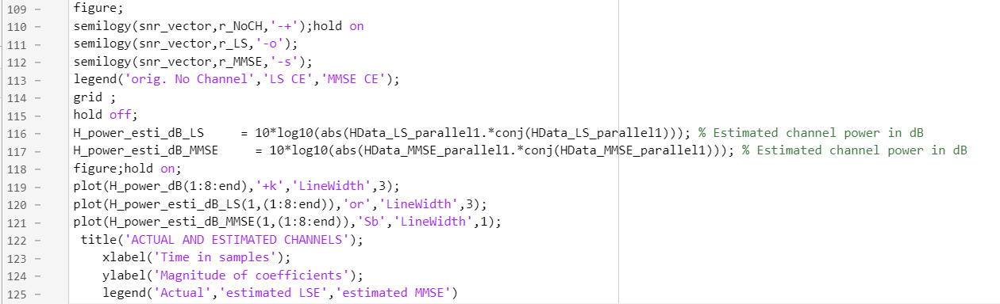 109 – figure;
110 – semilogy(snr_vector,r_NoCH,'-+');hold on
111 – semilogy(snr_vector,r_LS,'-o');
112 – semilogy(snr_vector,r_MMSE,'-s');
113 – legend('orig. No Channel','LS CE','MMSE CE');
114 – grid ;
115 – hold off;
116 – H_power_esti_dB_LS     = 10*log10(abs(HData_LS_parallel1.*conj(HData_LS_parallel1))); % Estimated channel power in dB
117 – H_power_esti_dB_MMSE     = 10*log10(abs(HData_MMSE_parallel1.*conj(HData_MMSE_parallel1))); % Estimated channel power in dB
118 – figure;hold on;
119 – plot(H_power_dB(1:8:end),'+k','LineWidth',3);
120 – plot(H_power_esti_dB_LS(1,(1:8:end)),'or','LineWidth',3);
121 – plot(H_power_esti_dB_MMSE(1,(1:8:end)),'Sb','LineWidth',1);
122 –  title('ACTUAL AND ESTIMATED CHANNELS');
123 –     xlabel('Time in samples');
124 –     ylabel('Magnitude of coefficients');
125 –     legend('Actual','estimated LSE','estimated MMSE')